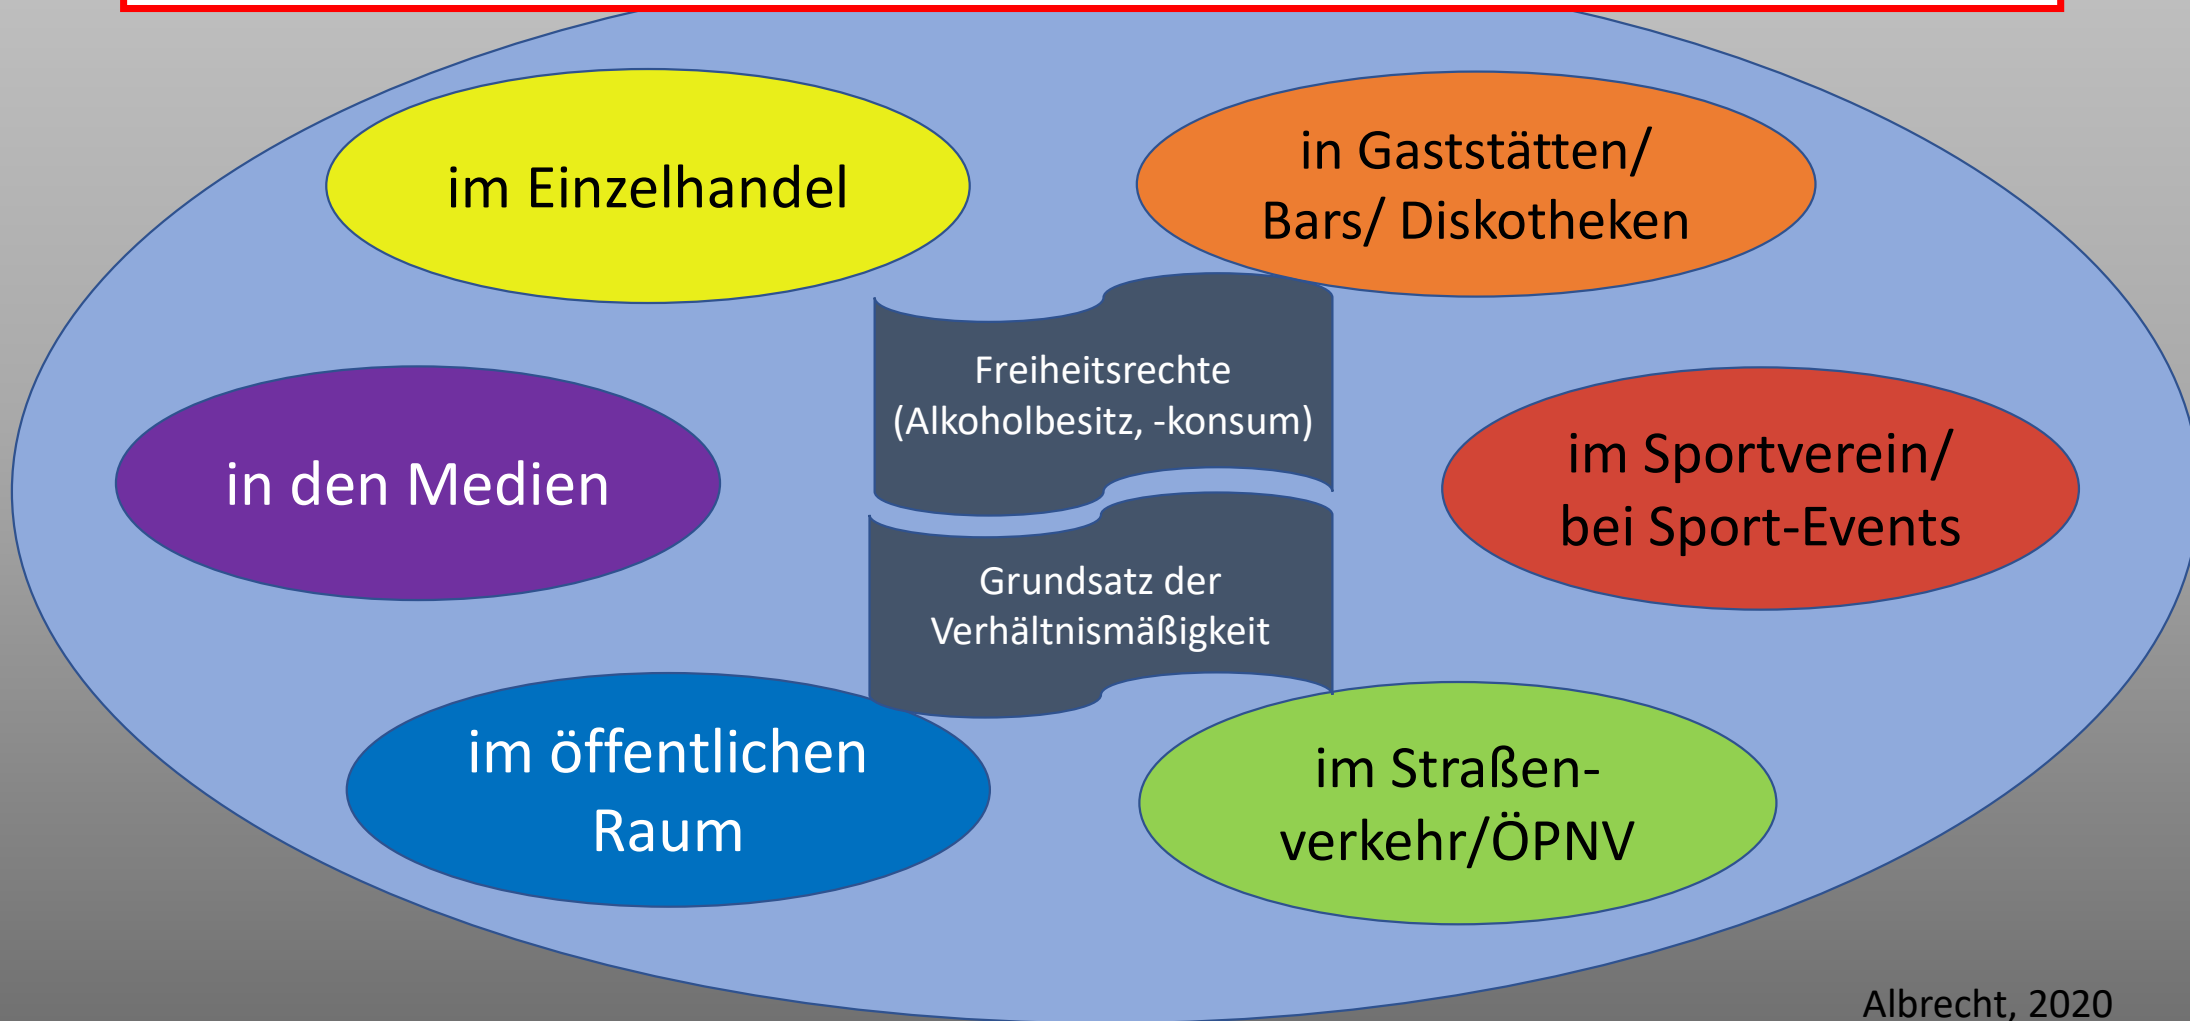 im Einzelhandel
in Gaststätten/
Bars/ Diskotheken
Freiheitsrechte
(Alkoholbesitz, -konsum)
in den Medien
im Sportverein/
bei Sport-Events
Grundsatz der
Verhältnismäßigkeit
im öffentlichen
Raum
im Straßen-
verkehr/ÖPNV
Albrecht, 2020